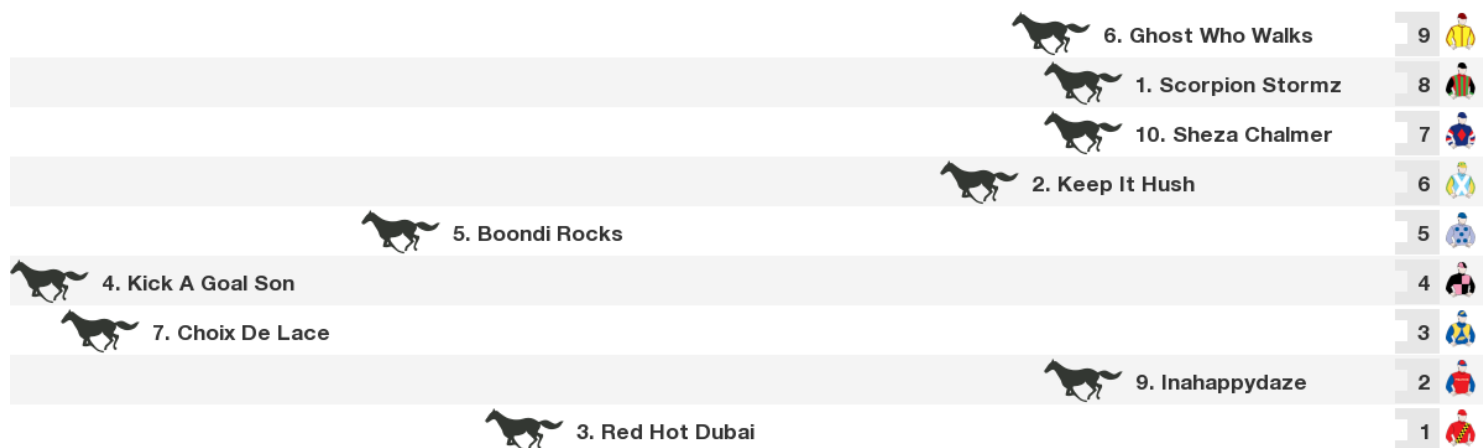 6. Ghost Who Walks 9
1. Scorpion Stormz 8
10. Sheza Chalmer 7
2. Keep It Hush 6
5. Boondi Rocks 5
4. Kick A Goal Son 4
7. Choix De Lace 3
9. Inahappydaze 2
3. Red Hot Dubai 1